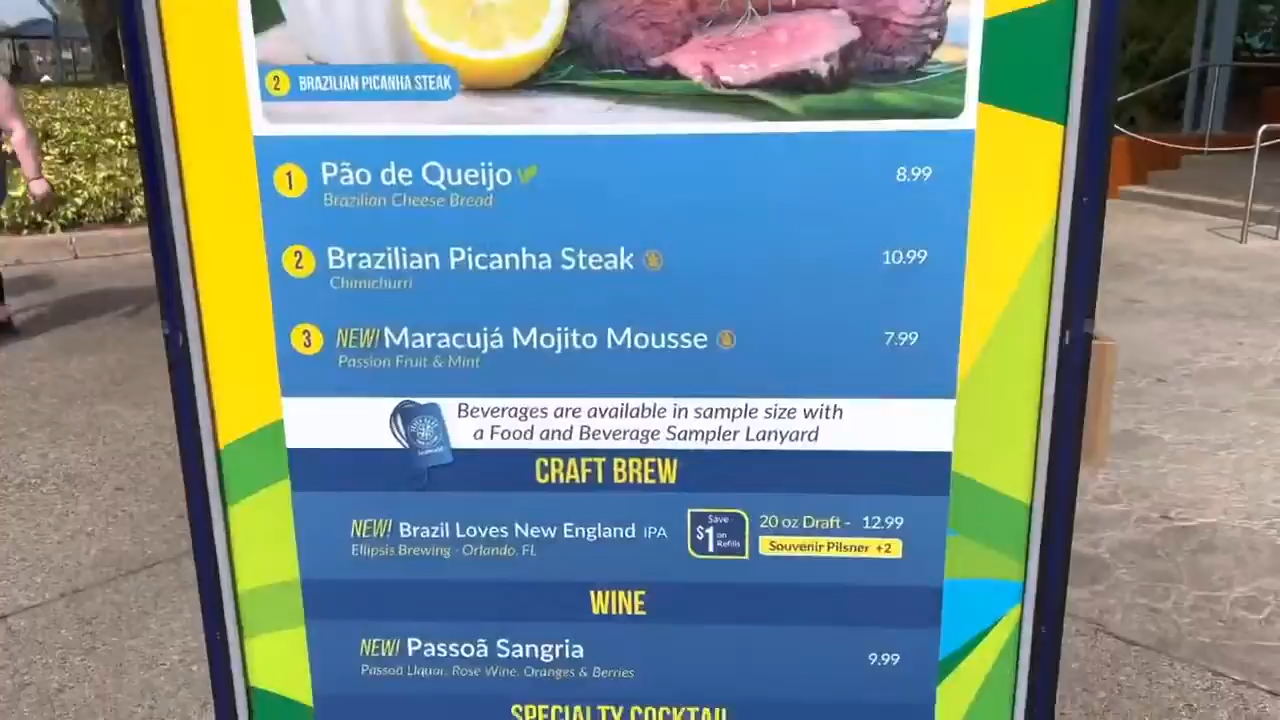 2 BRAZILIAN PICANHA STEAK
1 Pão de Queijo 8.99
Brazilian Cheese Bread
2 Brazilian Picanha Steak 10.99
Chimichurri
3 NEW! Maracujá Mojito Mousse 7.99
Passion Fruit & Mint
Beverages are available in sample size with
a Food and Beverage Sampler Lanyard
CRAFT BREW
NEW! Brazil Loves New England IPA Save $1 on Refills 20 oz Draft - 12.99
Ellipsis Brewing · Orlando, FL Souvenir Pilsner +2
WINE
NEW! Passoã Sangria 9.99
Passoã Liquor, Rosé Wine, Oranges & Berries
SPECIALTY COCKTAIL